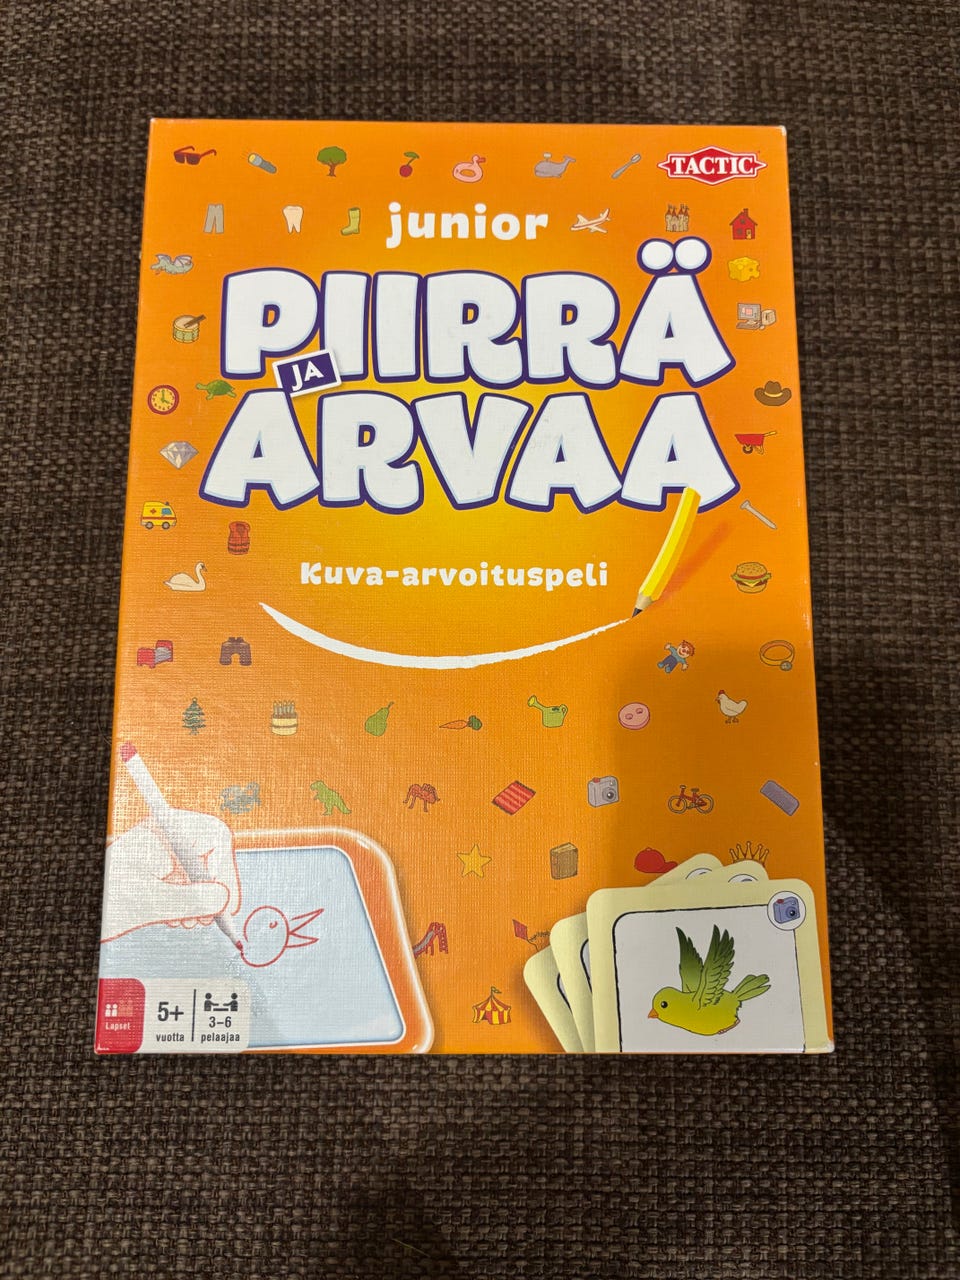 TACTIC
junior
PIIRRÄ
JA
ARVAA
Kuva-arvoituspeli
Lapset
5+
vuotta
3-6
pelaajaa